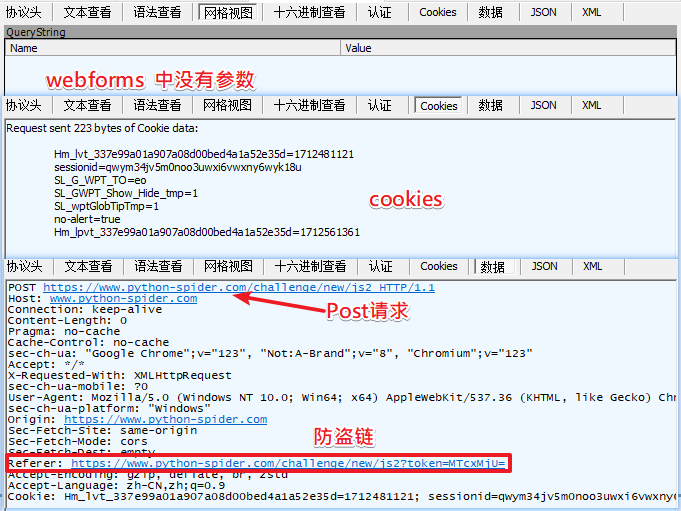 协议头 文本查看 语法查看 网格视图 十六进制查看 认证 Cookies 数据 JSON XML
QueryString
Name Value
webforms 中没有参数
协议头 文本查看 语法查看 网格视图 十六进制查看 认证 Cookies 数据 JSON XML
Request sent 223 bytes of Cookie data:
Hm_lvt_337e99a01a907a08d00bed4a1a52e35d=1712481121
sessionid=qwym34jv5m0noo3uwxi6vwxny6wyk18u
SL_G_WPT_TO=eo
SL_GWPT_Show_Hide_tmp=1
SL_wptGlobTipTmp=1
cookies
no-alert=true
Hm_lpvt_337e99a01a907a08d00bed4a1a52e35d=1712561361
协议头 文本查看 语法查看 网格视图 十六进制查看 认证 Cookies 数据 JSON XML
POST https://www.python-spider.com/challenge/new/js2 HTTP/1.1
Host: www.python-spider.com
Connection: keep-alive
Post请求
Content-Length: 0
Pragma: no-cache
Cache-Control: no-cache
sec-ch-ua: "Google Chrome";v="123", "Not:A-Brand";v="8", "Chromium";v="123"
Accept: */*
X-Requested-With: XMLHttpRequest
sec-ch-ua-mobile: ?0
User-Agent: Mozilla/5.0 (Windows NT 10.0; Win64; x64) AppleWebKit/537.36 (KHTML, like Gecko) Chr
sec-ch-ua-platform: "Windows"
Origin: https://www.python-spider.com
Sec-Fetch-Site: same-origin
防盗链
Sec-Fetch-Mode: cors
Sec-Fetch-Dest: empty
Referer: https://www.python-spider.com/challenge/new/js2?token=MTcxMjU=
Accept-Encoding: gzip, deflate, br, zstd
Accept-Language: zh-CN,zh;q=0.9
Cookie: Hm_lvt_337e99a01a907a08d00bed4a1a52e35d=1712481121; sessionid=qwym34jv5m0noo3uwxi6vwxny6